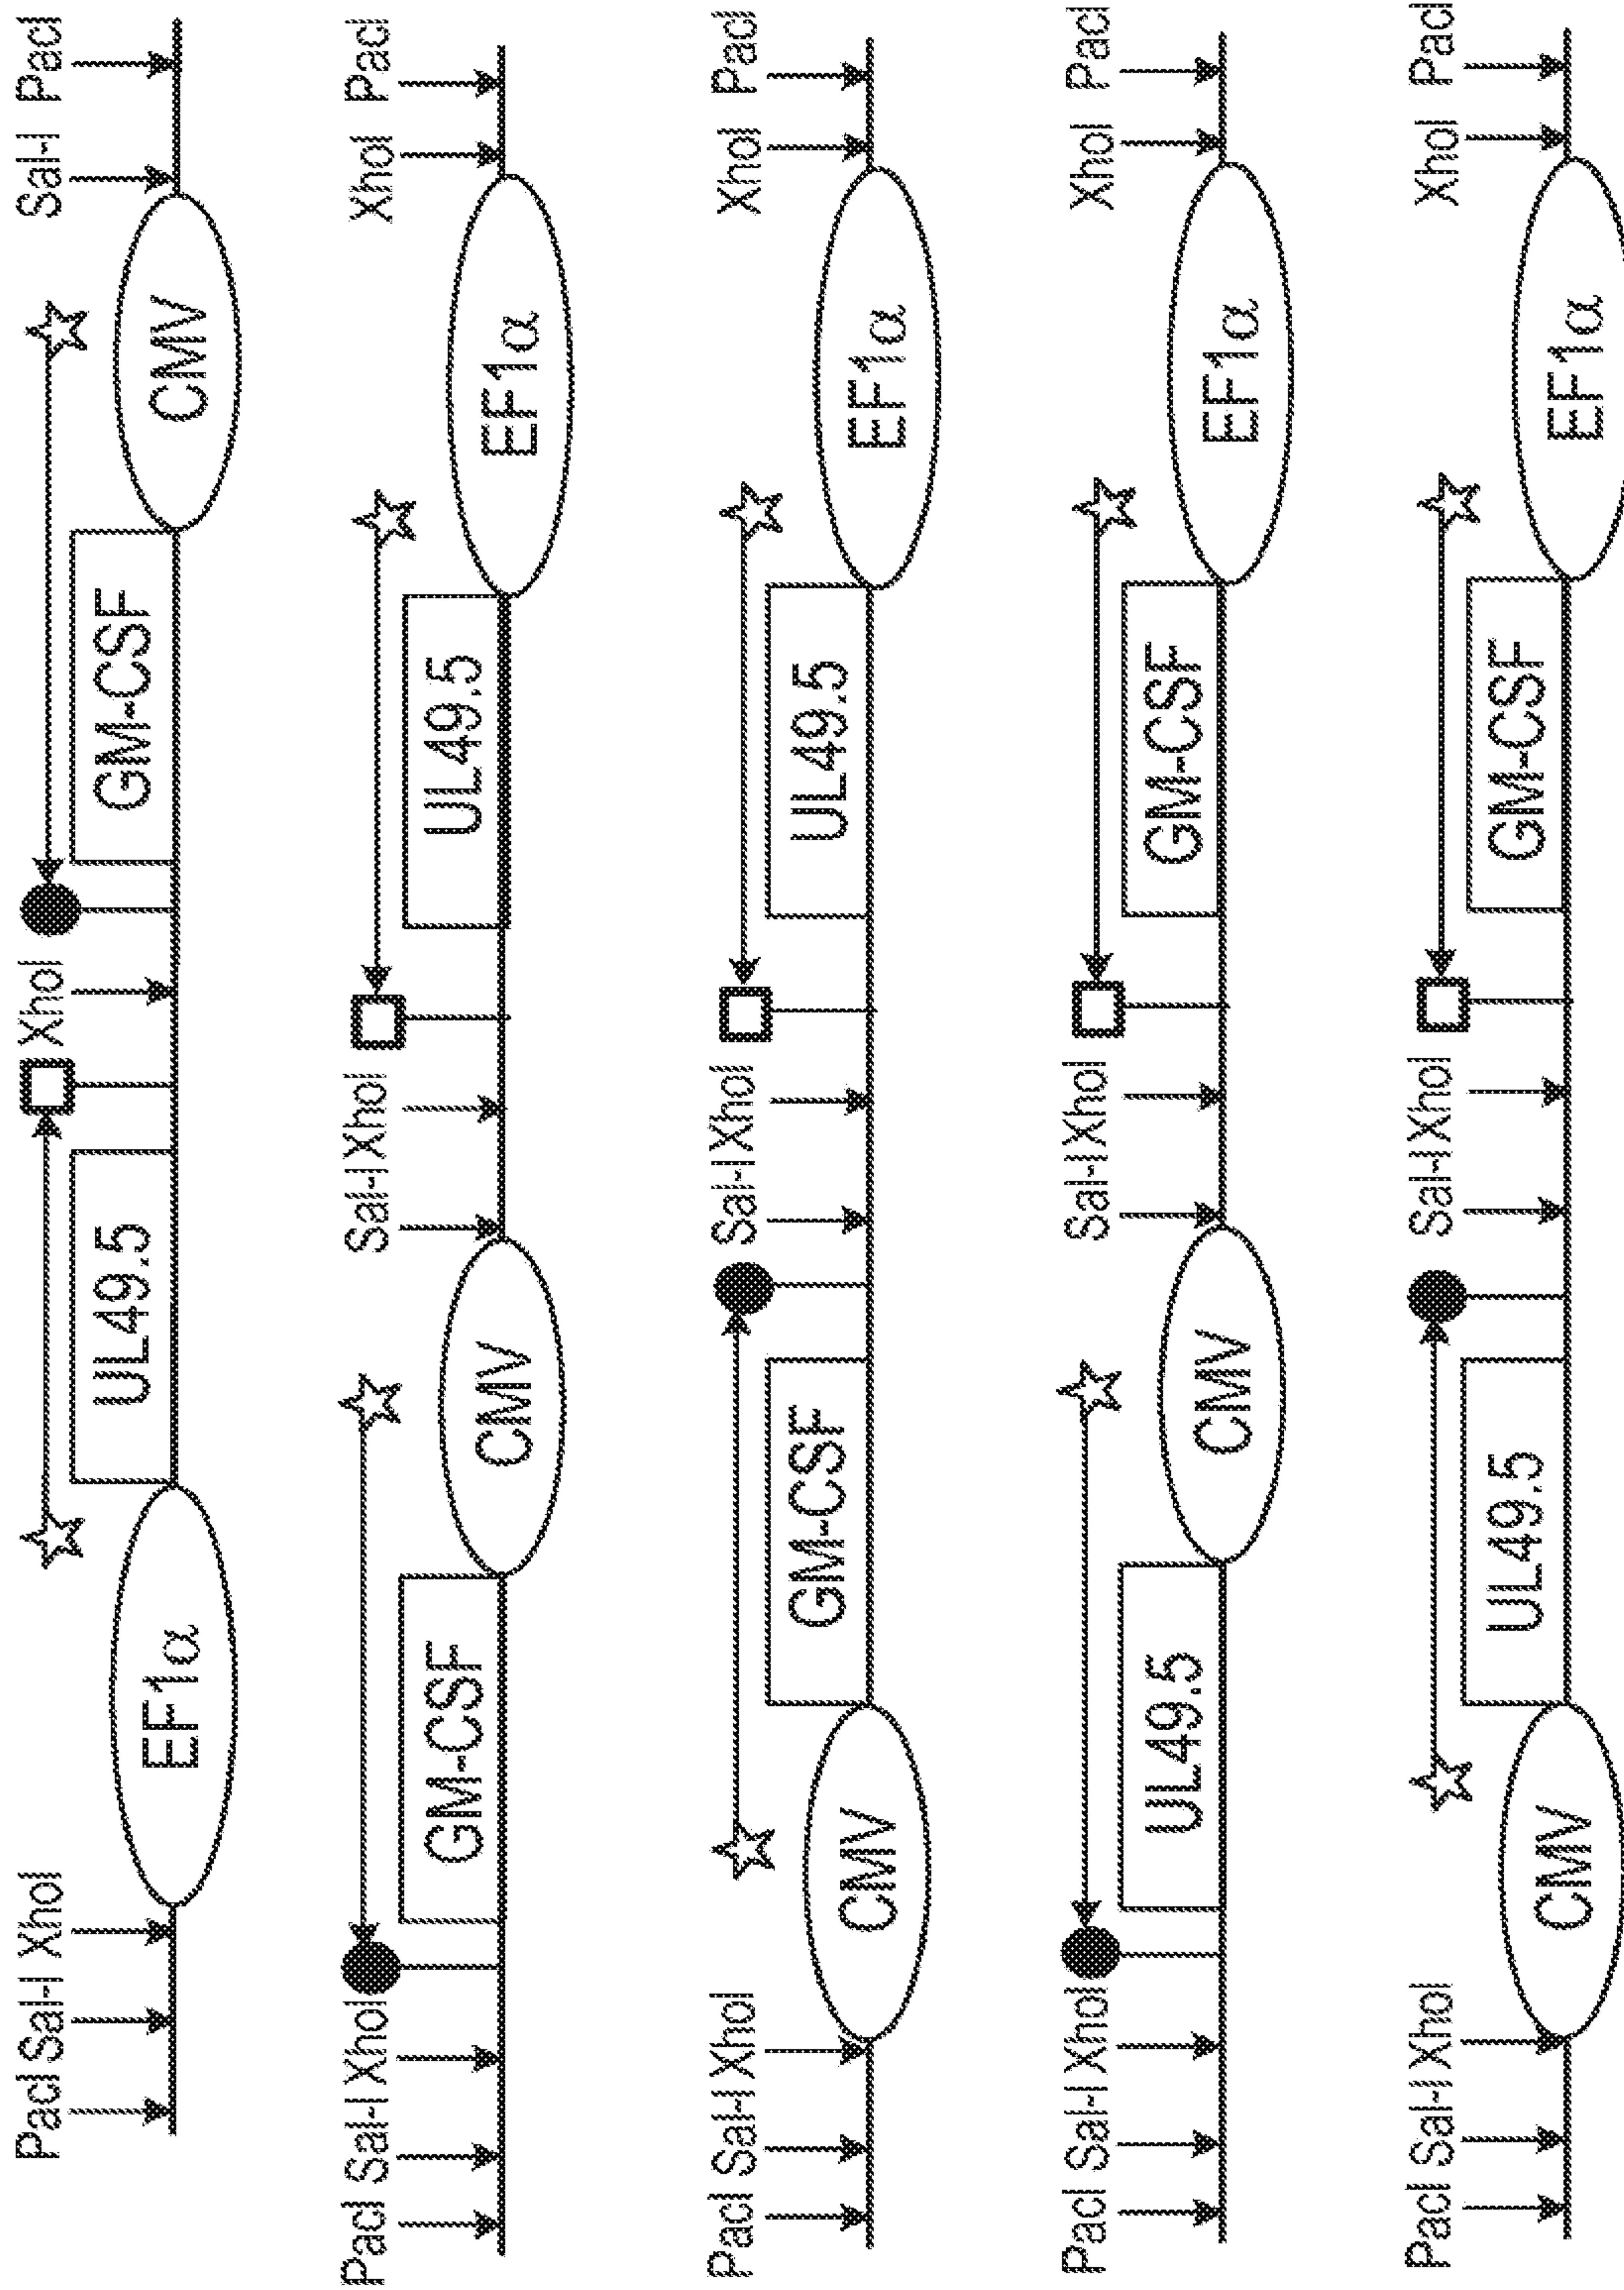 PacI Sal-I XhoI XhoI Sal-I PacI
EF1α UL49.5 GM-CSF CMV
PacI Sal-I XhoI Sal-I XhoI XhoI PacI
GM-CSF CMV UL49.5 EF1α
PacI Sal-I XhoI Sal-I XhoI XhoI PacI
CMV GM-CSF UL49.5 EF1α
PacI Sal-I XhoI Sal-I XhoI XhoI PacI
UL49.5 CMV GM-CSF EF1α
PacI Sal-I XhoI Sal-I XhoI XhoI PacI
CMV UL49.5 GM-CSF EF1α